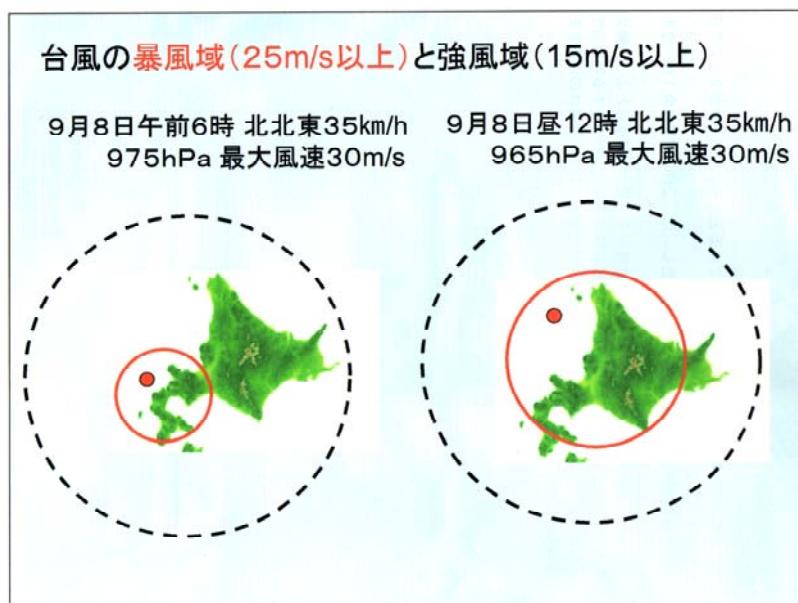 台風の暴風域(25m/s以上)と強風域(15m/s以上)
9月8日午前6時 北北東35km/h
975hPa 最大風速30m/s
9月8日昼12時 北北東35km/h
965hPa 最大風速30m/s